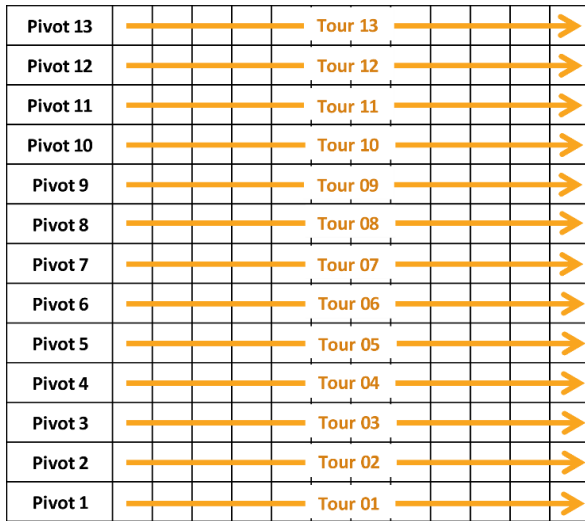 Pivot 13 Tour 13
Pivot 12 Tour 12
Pivot 11 Tour 11
Pivot 10 Tour 10
Pivot 9 Tour 09
Pivot 8 Tour 08
Pivot 7 Tour 07
Pivot 6 Tour 06
Pivot 5 Tour 05
Pivot 4 Tour 04
Pivot 3 Tour 03
Pivot 2 Tour 02
Pivot 1 Tour 01